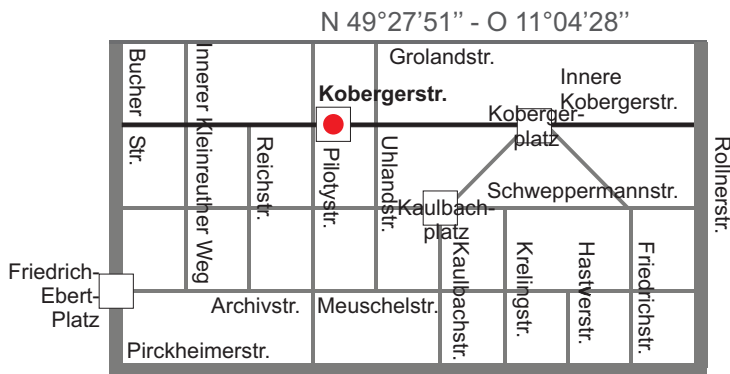 N 49°27'51’’ - O 11°04'28’’
Grolandstr.
Bucher
Str.
Innerer Kleinreuther Weg
Innere
Kobergerstr.
Kobergerstr.
Koberger-
platz
Reichstr.
Pilotystr.
Uhlandstr.
Rollnerstr.
Schweppermannstr.
Kaulbach-
platz
Kaulbachstr.
Krelingstr.
Hastverstr.
Friedrichstr.
Friedrich-
Ebert-
Platz
Archivstr.
Meuschelstr.
Pirckheimerstr.